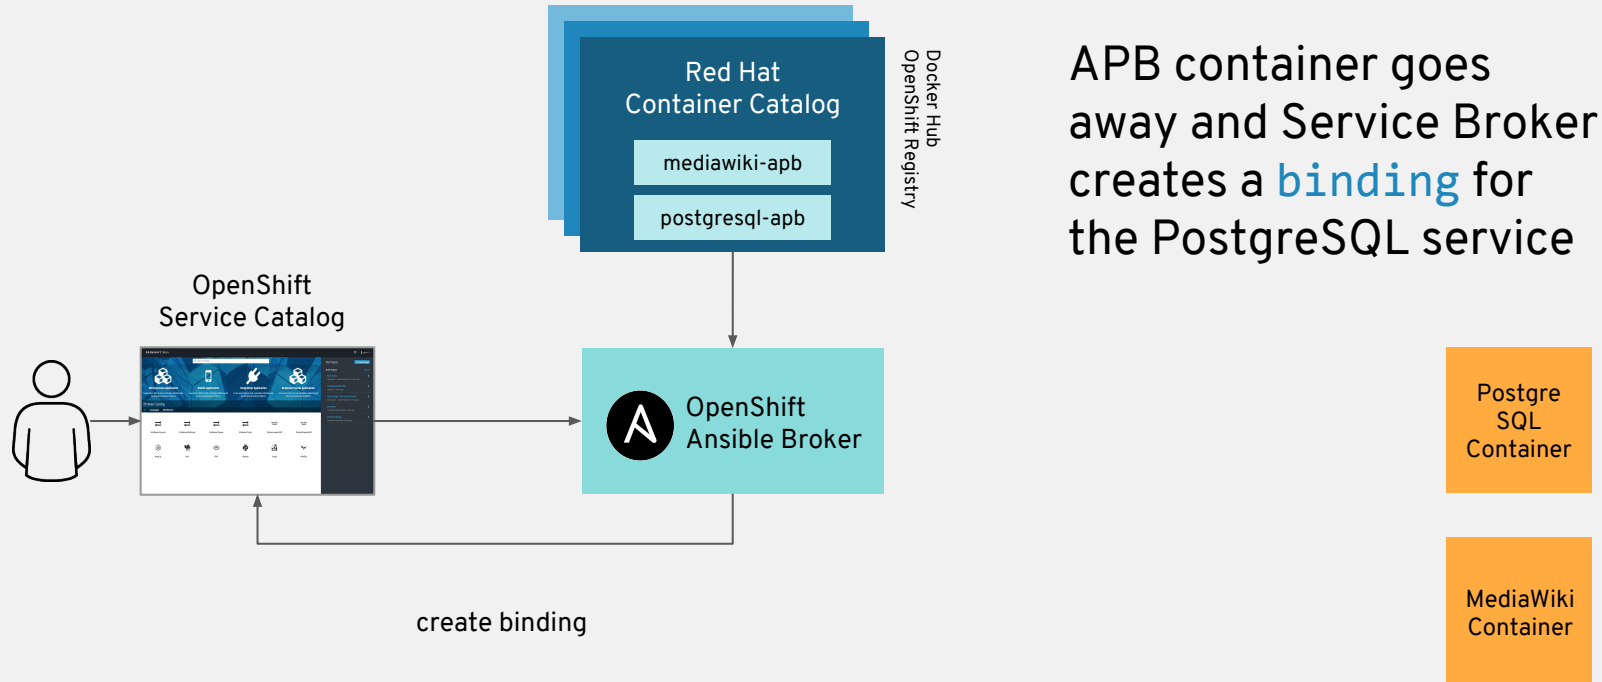 Red Hat
Container Catalog
mediawiki-apb
postgresql-apb
Docker Hub
OpenShift Registry
APB container goes
away and Service Broker
creates a binding for
the PostgreSQL service
OpenShift
Service Catalog
OpenShift
Ansible Broker
Postgre
SQL
Container
MediaWiki
Container
create binding